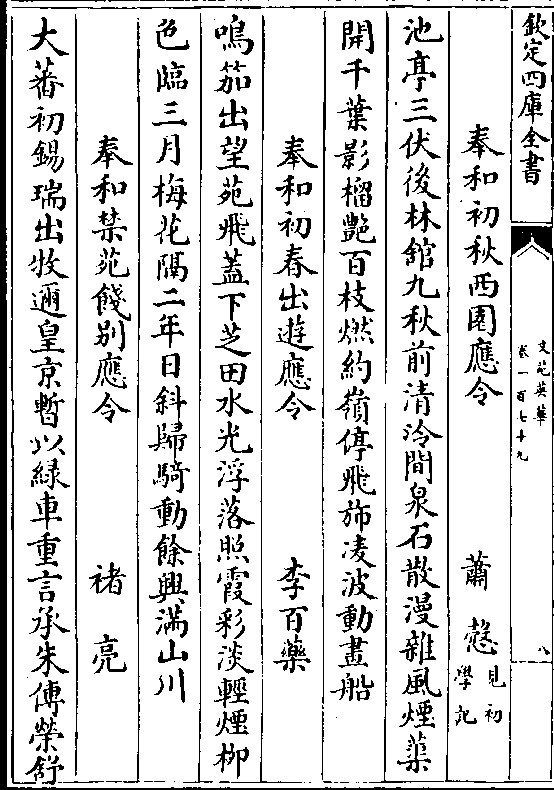 欽定四庫全書
文苑英華
卷一百七十九
八
奉和初秋西園應令 蕭愨見初學記
池亭三伏後林館九秋前清泠間泉石散漫雜風煙蕖
開千葉影榴艷百枝燃約嶺停飛斾凌波動畫船
奉和初春出遊應令 李百藥
鳴笳出望苑飛蓋下芝田水光浮落照霞彩淡輕煙柳
色臨三月梅花隔二年日斜歸騎動餘興滿山川
奉和禁苑餞別應令 褚亮
大蕃初錫瑞出牧邇皇京暫以緑車重言承朱傅榮舒